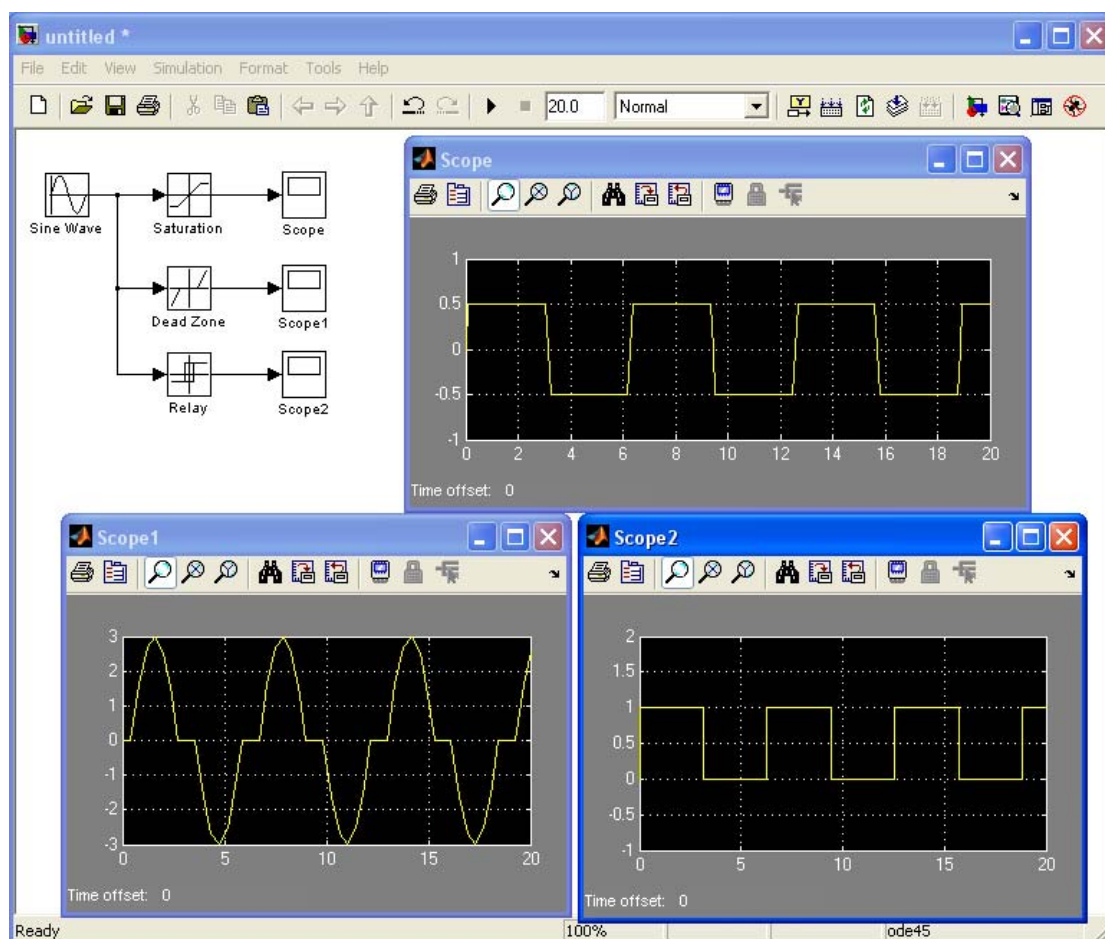 untitled *
File Edit View Simulation Format Tools Help
20.0 Normal
Sine Wave Saturation Scope
Dead Zone Scope1
Relay Scope2
Scope
1
0.5
0
-0.5
-1
0 2 4 6 8 10 12 14 16 18 20
Time offset: 0
Scope1
3
2
1
0
-1
-2
-3
0 5 10 15 20
Time offset: 0
Scope2
2
1.5
1
0.5
0
-0.5
-1
0 5 10 15 20
Time offset: 0
Ready 100% ode45